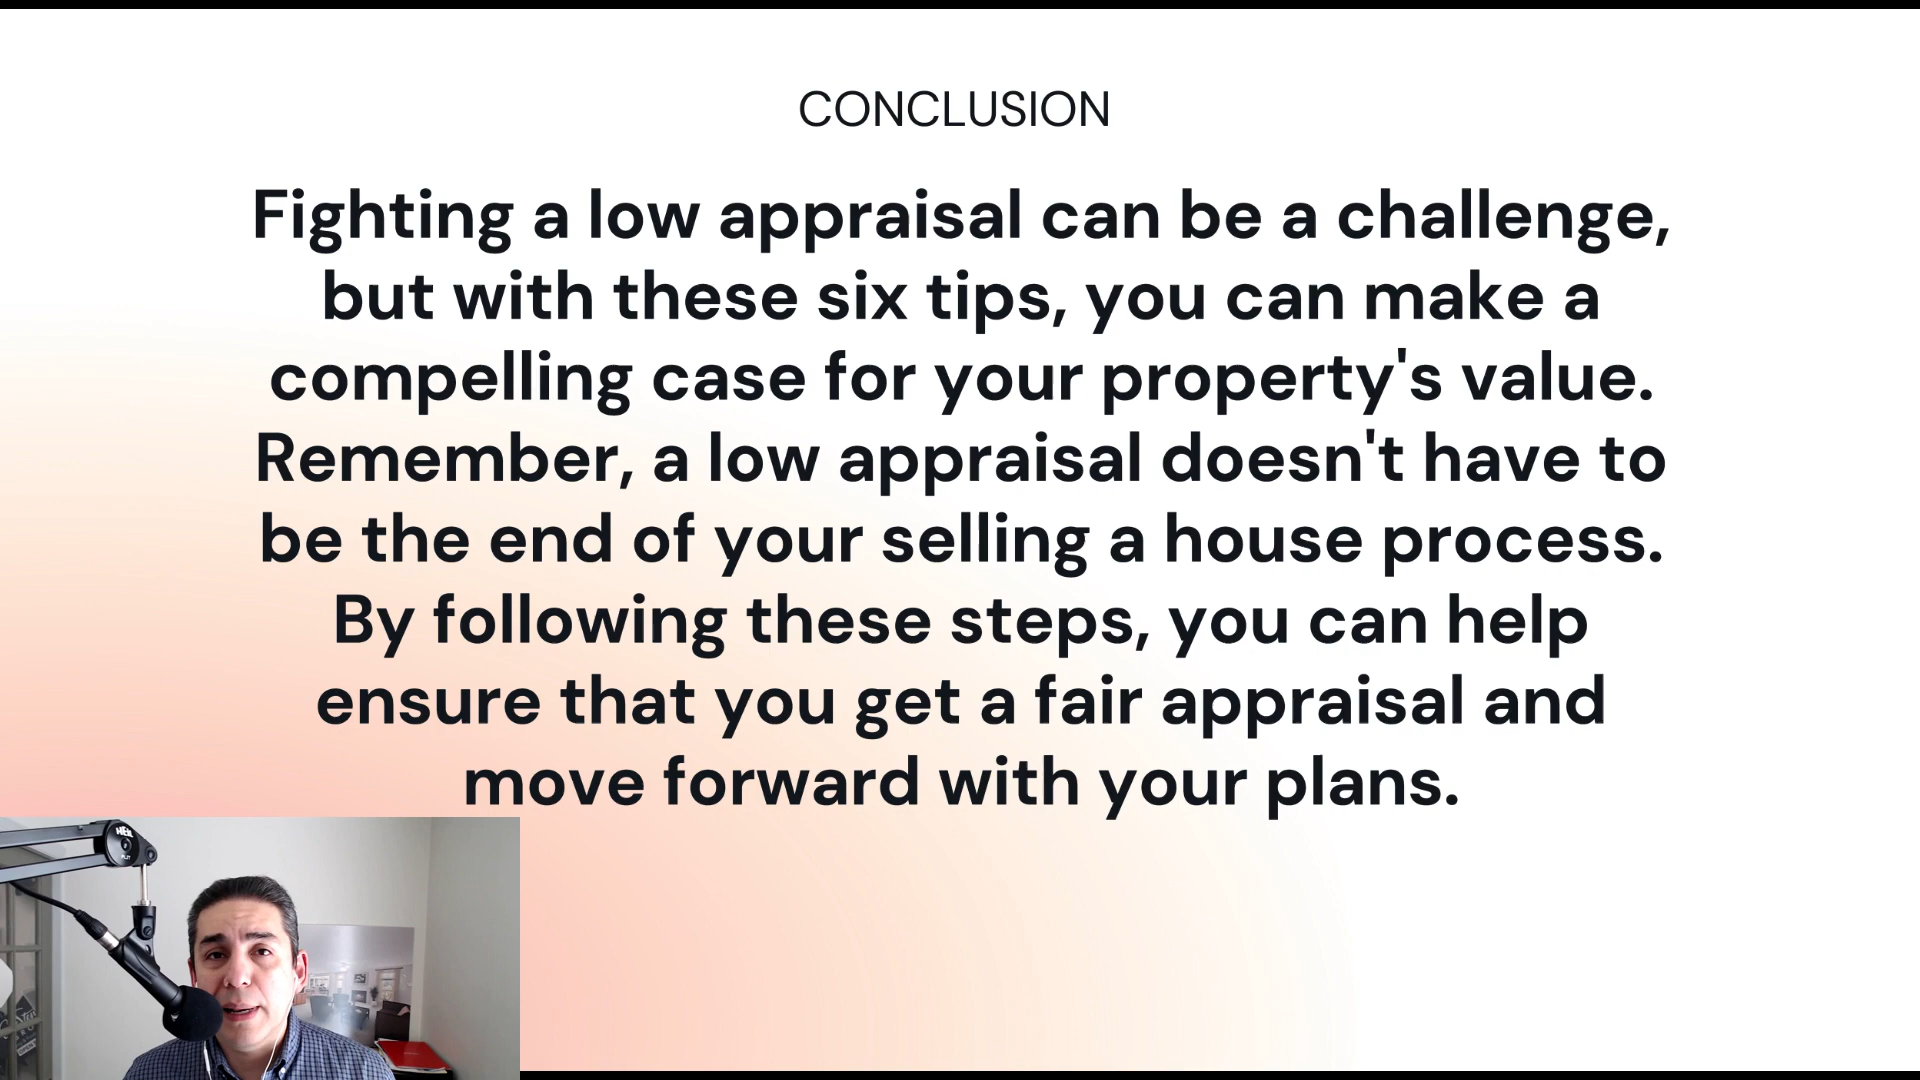 CONCLUSION
Fighting a low appraisal can be a challenge,
but with these six tips, you can make a
compelling case for your property's value.
Remember, a low appraisal doesn't have to
be the end of your selling a house process.
By following these steps, you can help
ensure that you get a fair appraisal and
move forward with your plans.
HEIL